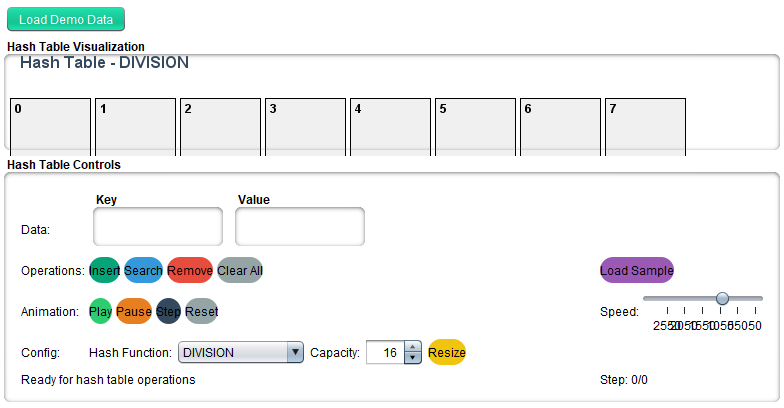 Load Demo Data
Hash Table Visualization
Hash Table - DIVISION
0 1 2 3 4 5 6 7
Hash Table Controls
Key Value
Data:
Operations: Insert Search Remove Clear All Load Sample
Animation: Play Pause Step Reset Speed:
Config: Hash Function: DIVISION Capacity: 16 Resize
Ready for hash table operations Step: 0/0